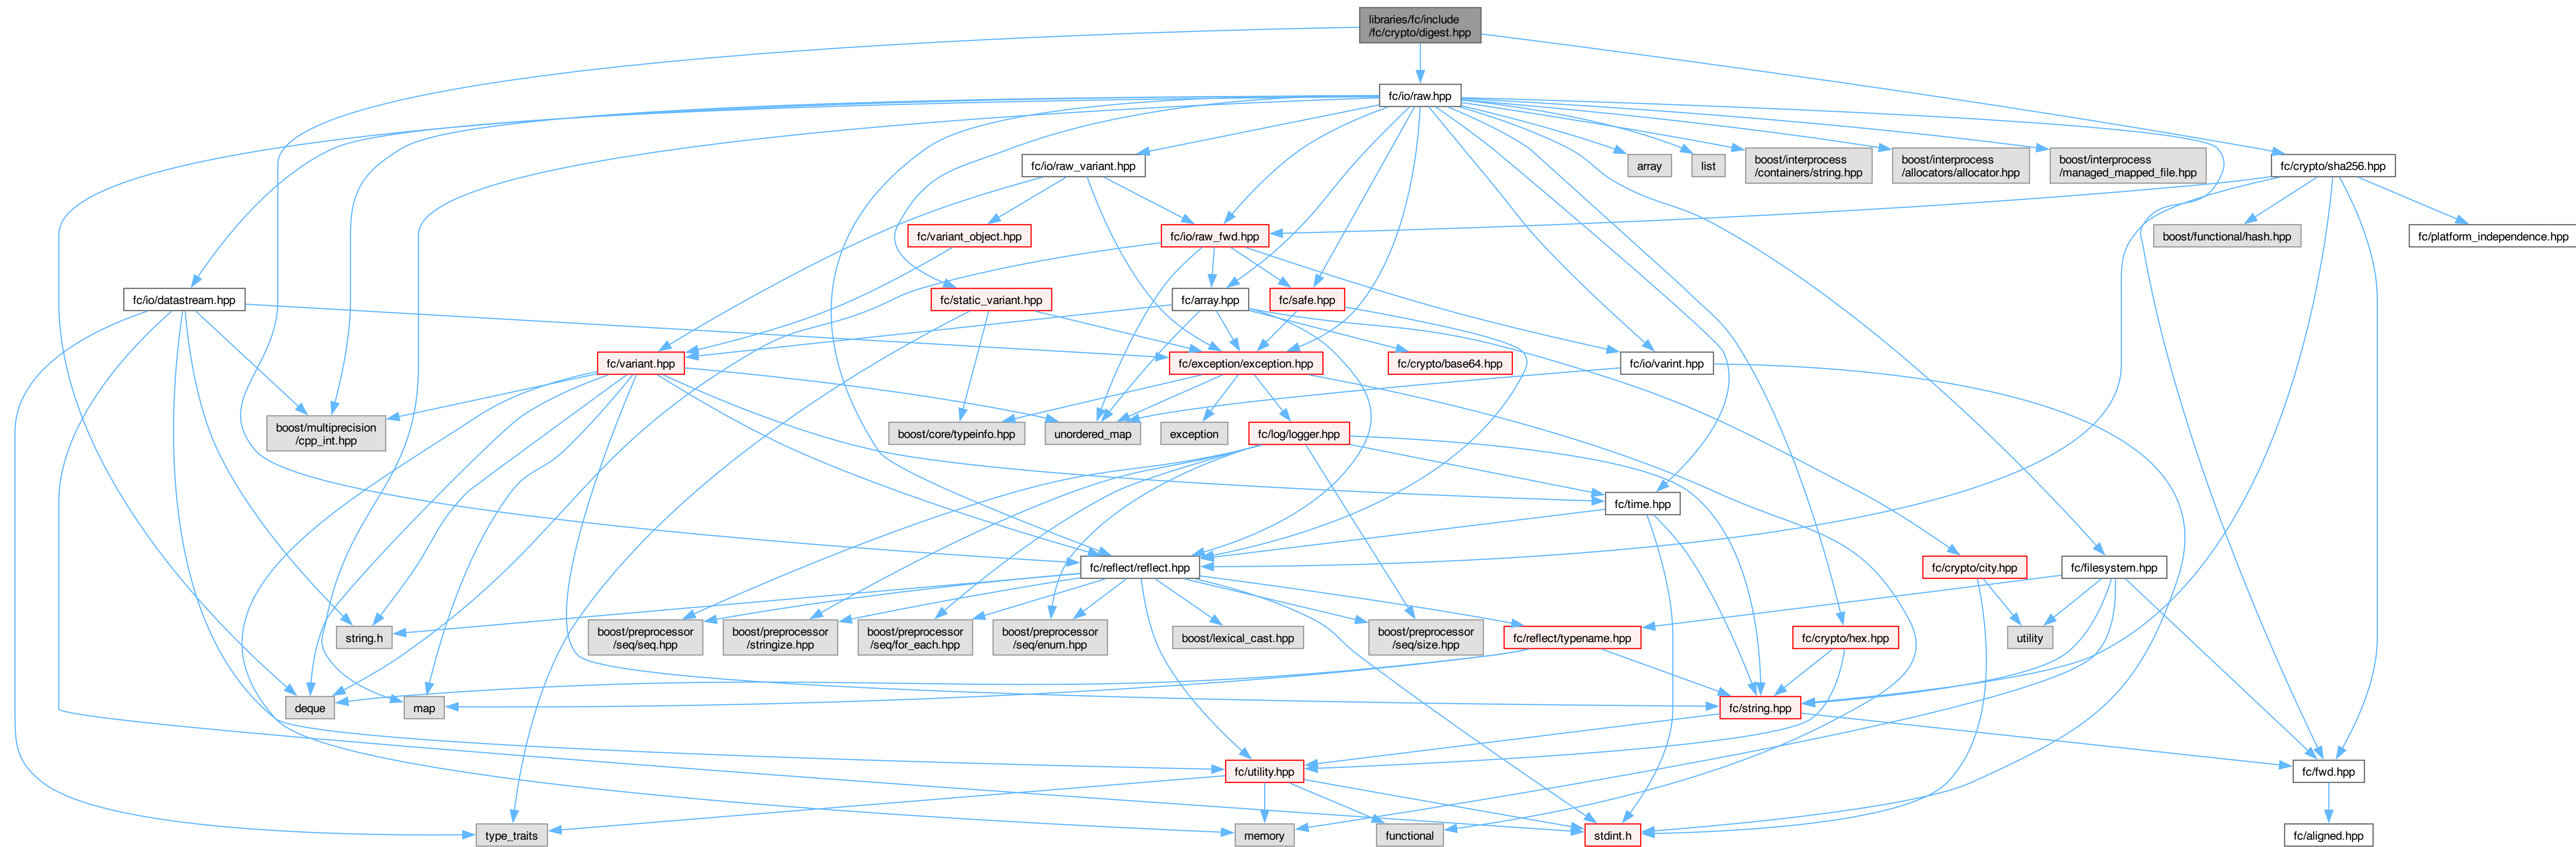 libraries/fc/include
/fc/crypto/digest.hpp
fc/io/raw.hpp
fc/io/raw_variant.hpp
array
list
boost/interprocess
/containers/string.hpp
boost/interprocess
/allocators/allocator.hpp
boost/interprocess
/managed_mapped_file.hpp
fc/crypto/sha256.hpp
fc/variant_object.hpp
fc/io/raw_fwd.hpp
boost/functional/hash.hpp
fc/platform_independence.hpp
fc/io/datastream.hpp
fc/static_variant.hpp
fc/array.hpp
fc/safe.hpp
fc/variant.hpp
fc/exception/exception.hpp
fc/crypto/base64.hpp
fc/io/varint.hpp
boost/multiprecision
/cpp_int.hpp
boost/core/typeinfo.hpp
unordered_map
exception
fc/log/logger.hpp
fc/time.hpp
fc/reflect/reflect.hpp
fc/crypto/city.hpp
fc/filesystem.hpp
string.h
boost/preprocessor
/seq/seq.hpp
boost/preprocessor
/stringize.hpp
boost/preprocessor
/seq/for_each.hpp
boost/preprocessor
/seq/enum.hpp
boost/lexical_cast.hpp
boost/preprocessor
/seq/size.hpp
fc/reflect/typename.hpp
fc/crypto/hex.hpp
utility
deque
map
fc/string.hpp
fc/utility.hpp
fc/fwd.hpp
type_traits
memory
functional
stdint.h
fc/aligned.hpp